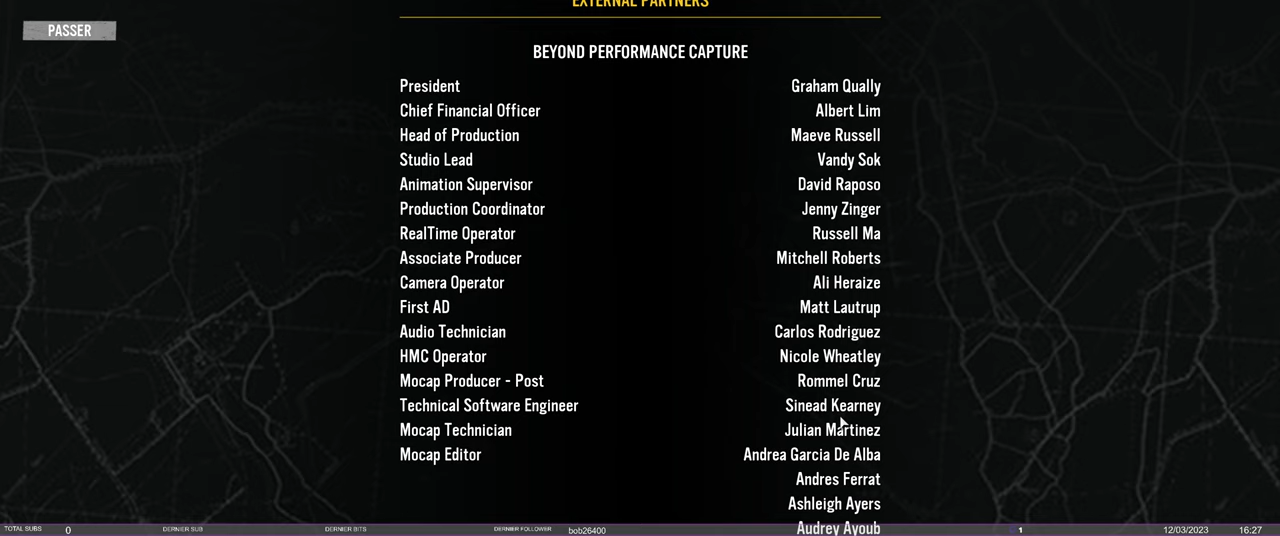 EXTERNAL PARTNERS
PASSER
BEYOND PERFORMANCE CAPTURE
President Graham Qually
Chief Financial Officer Albert Lim
Head of Production Maeve Russell
Studio Lead Vandy Sok
Animation Supervisor David Raposo
Production Coordinator Jenny Zinger
RealTime Operator Russell Ma
Associate Producer Mitchell Roberts
Camera Operator Ali Heraize
First AD Matt Lautrup
Audio Technician Carlos Rodriguez
HMC Operator Nicole Wheatley
Mocap Producer - Post Rommel Cruz
Technical Software Engineer Sinead Kearney
Mocap Technician Julian Martinez
Mocap Editor Andrea Garcia De Alba
Andres Ferrat
Ashleigh Ayers
Audrey Ayoub
TOTAL SUBS 0 DERNIER SUB DERNIER BITS DERNIER FOLLOWER bob26400 1 12/03/2023 16:27